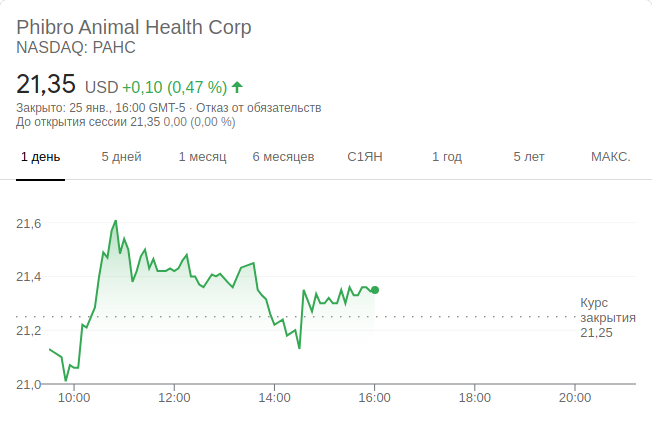 Phibro Animal Health Corp
NASDAQ: PAHC
21,35 USD +0,10 (0,47 %)
Закрыто: 25 янв., 16:00 GMT-5 · Отказ от обязательств
До открытия сессии 21,35 0,00 (0,00 %)
1 день 5 дней 1 месяц 6 месяцев С1ЯН 1 год 5 лет МАКС.
21,6
21,4
21,2
21,0
Курс
закрытия
21,25
10:00 12:00 14:00 16:00 18:00 20:00